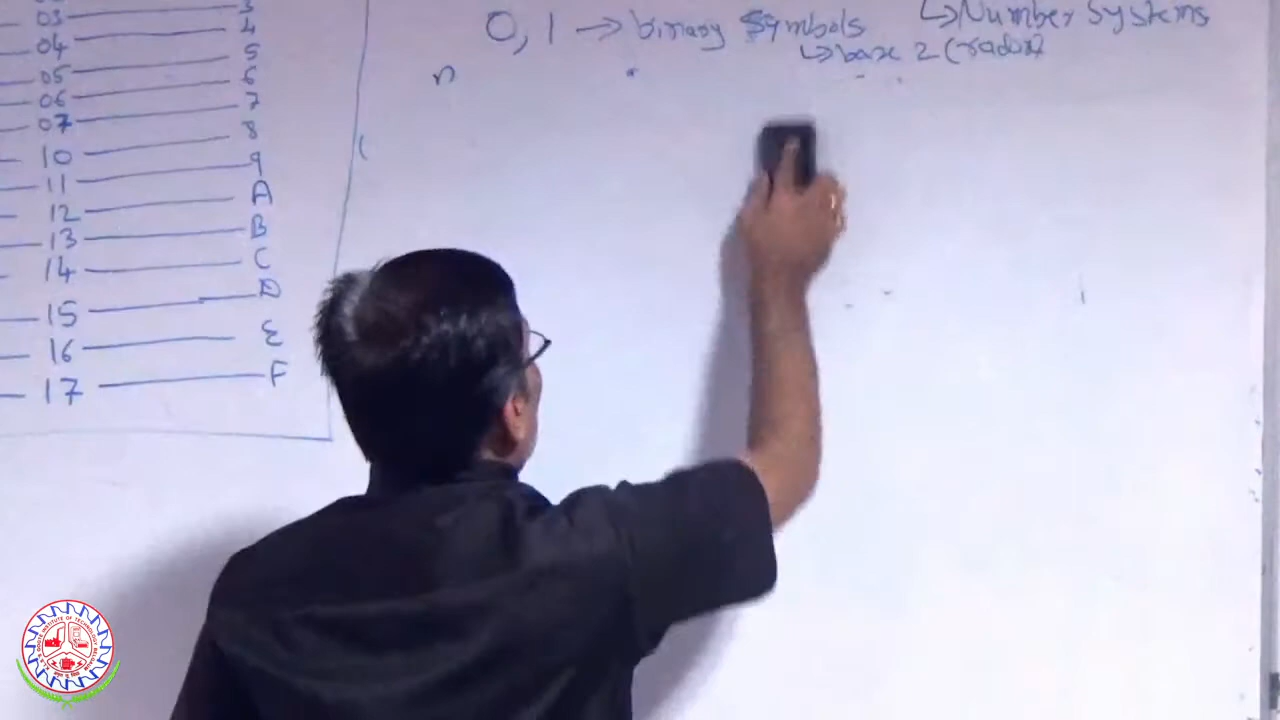 03 3
04 4
05 5
06 6
07 7
10 8
11 9
12 A
13 B
14 C
15 D
16 E
17 F
0, 1 → binary symbols
↳ Number Systems
↳ base 2 (radix)
n